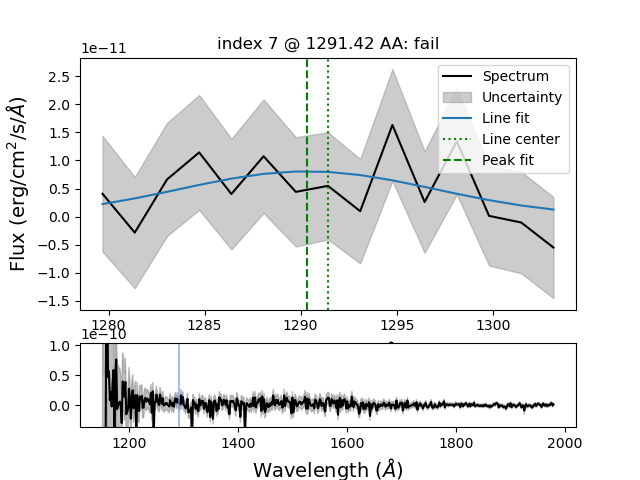 index 7 @ 1291.42 AA: fail
1e−11
2.5
2.0
1.5
1.0
0.5
0.0
−0.5
−1.0
−1.5
Flux (erg/cm²/s/Å)
Spectrum
Uncertainty
Line fit
Line center
Peak fit
1280
1285
1290
1295
1300
1e−10
1.0
0.5
0.0
1200
1400
1600
1800
2000
Wavelength (Å)